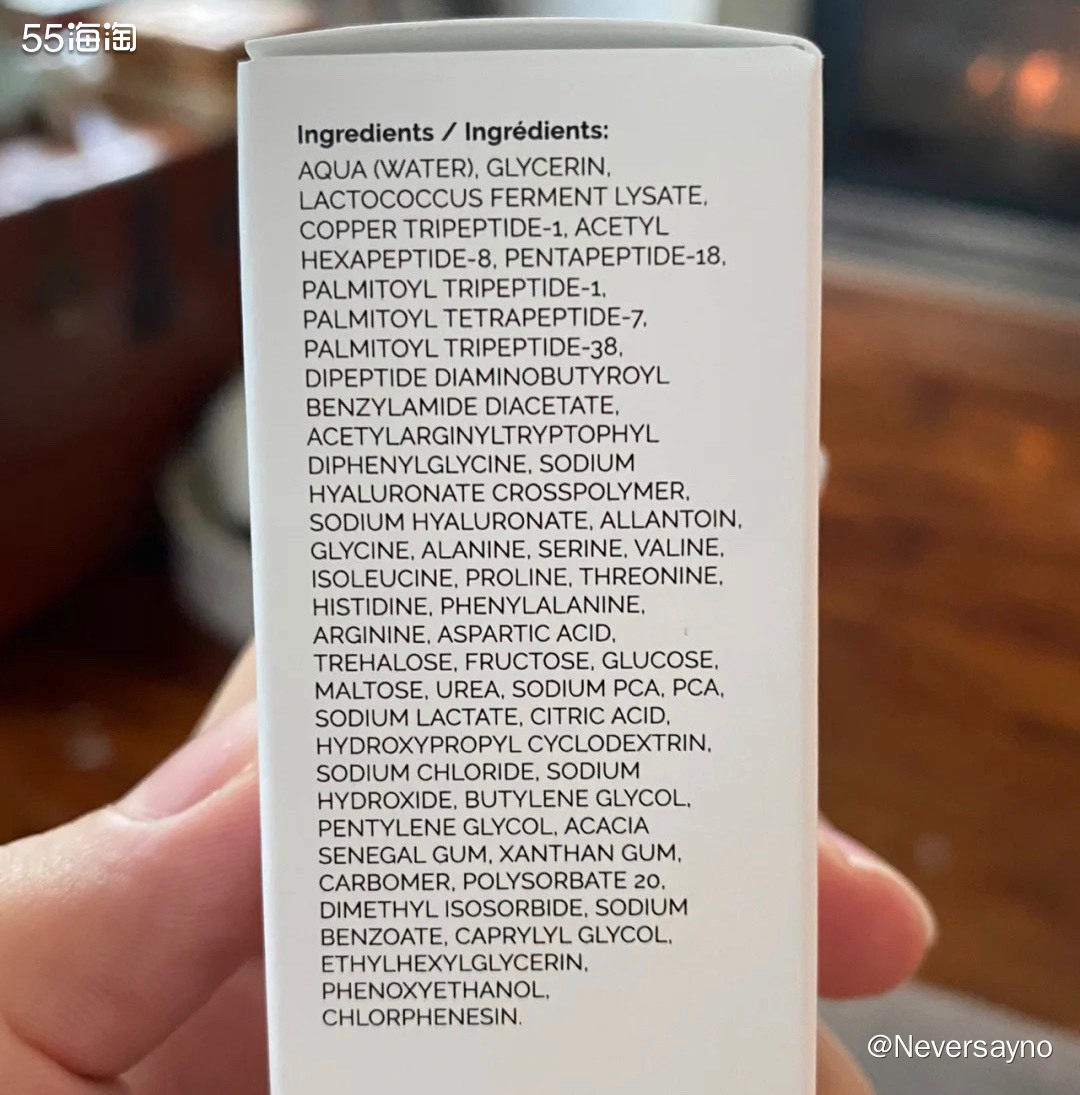 55海淘
Ingredients / Ingrédients:
AQUA (WATER), GLYCERIN,
LACTOCOCCUS FERMENT LYSATE,
COPPER TRIPEPTIDE-1, ACETYL
HEXAPEPTIDE-8, PENTAPEPTIDE-18,
PALMITOYL TRIPEPTIDE-1,
PALMITOYL TETRAPEPTIDE-7,
PALMITOYL TRIPEPTIDE-38,
DIPEPTIDE DIAMINOBUTYROYL
BENZYLAMIDE DIACETATE,
ACETYLARGINYLTRYPTOPHYL
DIPHENYLGLYCINE, SODIUM
HYALURONATE CROSSPOLYMER,
SODIUM HYALURONATE, ALLANTOIN,
GLYCINE, ALANINE, SERINE, VALINE,
ISOLEUCINE, PROLINE, THREONINE,
HISTIDINE, PHENYLALANINE,
ARGININE, ASPARTIC ACID,
TREHALOSE, FRUCTOSE, GLUCOSE,
MALTOSE, UREA, SODIUM PCA, PCA,
SODIUM LACTATE, CITRIC ACID,
HYDROXYPROPYL CYCLODEXTRIN,
SODIUM CHLORIDE, SODIUM
HYDROXIDE, BUTYLENE GLYCOL,
PENTYLENE GLYCOL, ACACIA
SENEGAL GUM, XANTHAN GUM,
CARBOMER, POLYSORBATE 20,
DIMETHYL ISOSORBIDE, SODIUM
BENZOATE, CAPRYLYL GLYCOL,
ETHYLHEXYLGLYCERIN,
PHENOXYETHANOL,
CHLORPHENESIN.
@Neversayno